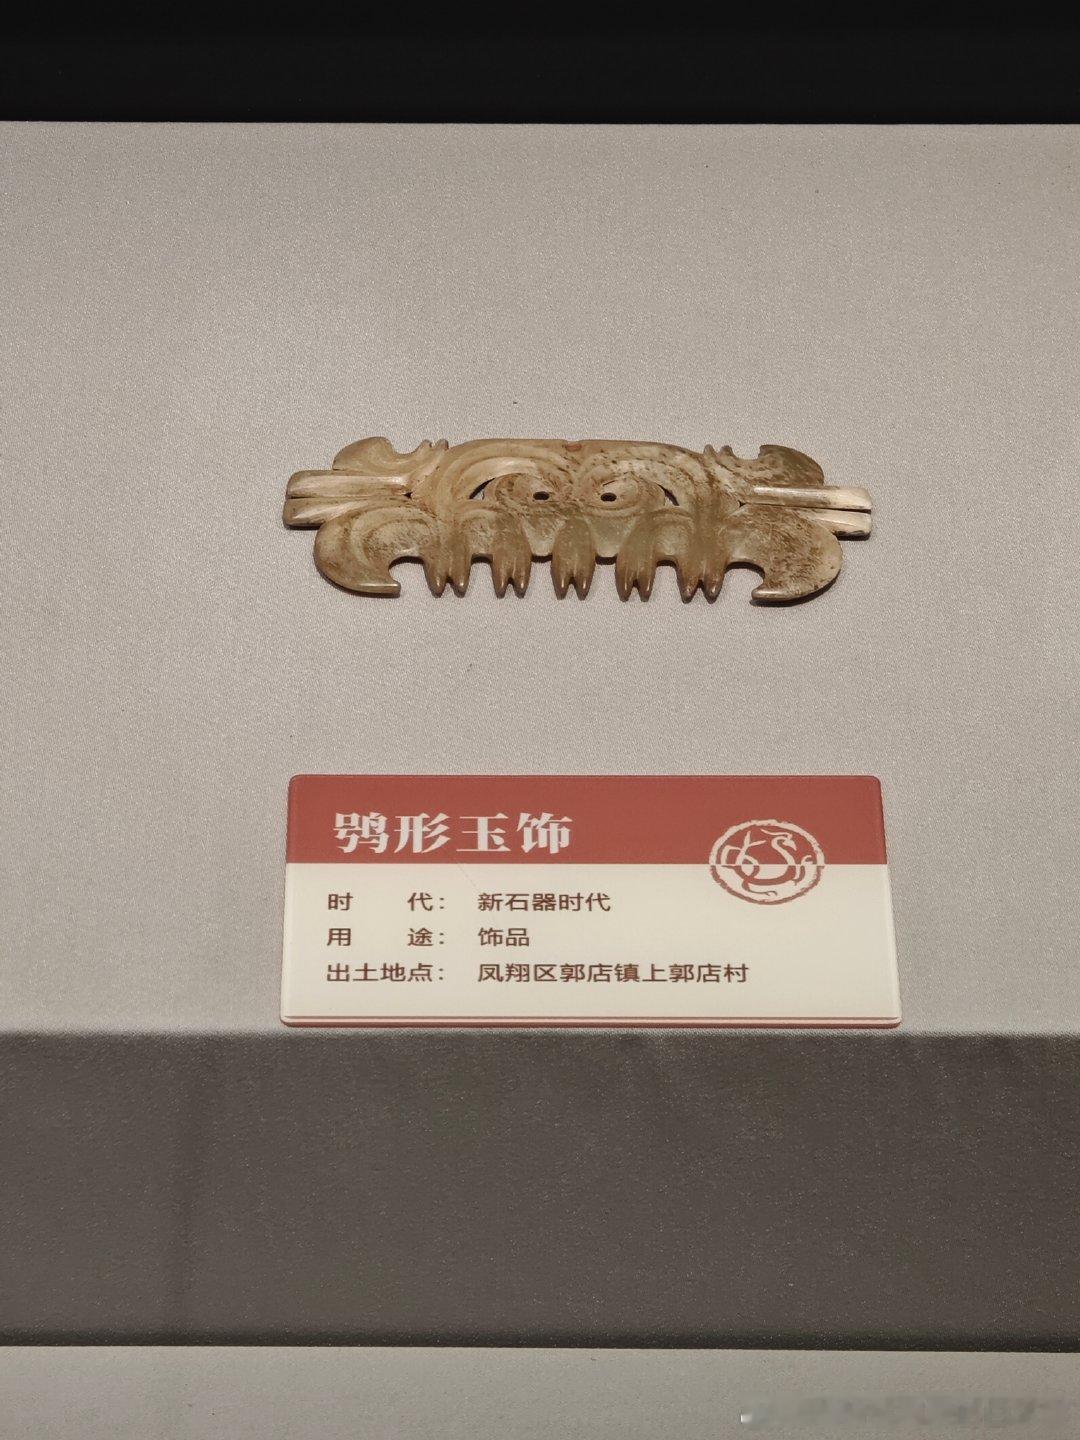 鸮形玉饰
时　　代：　新石器时代
用　　途：　饰品
出土地点：　凤翔区郭店镇上郭店村